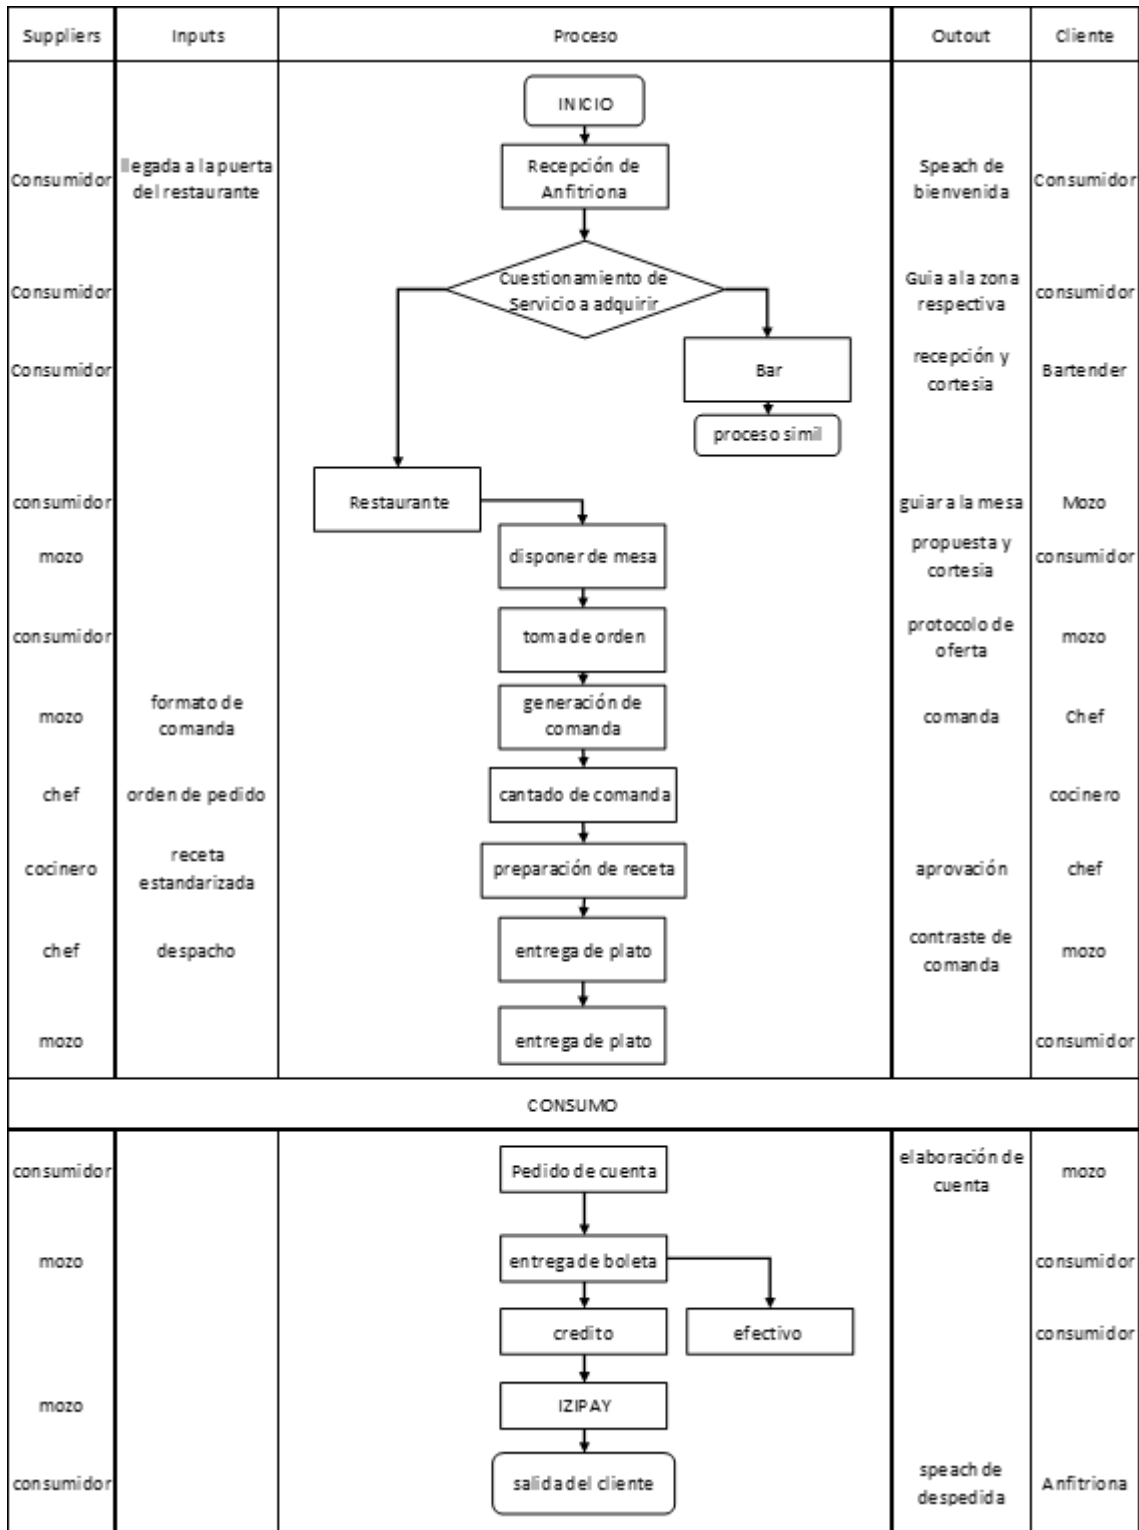 Suppliers
Inputs
Proceso
Outout
Cliente
INICIO
Consumidor
llegada a la puerta
del restaurante
Recepción de
Anfitriona
Speach de
bienvenida
Consumidor
Consumidor
Cuestionamiento de
Servicio a adquirir
Guia a la zona
respectiva
consumidor
Consumidor
Bar
recepción y
cortesia
Bartender
proceso simil
consumidor
Restaurante
guiar a la mesa
Mozo
mozo
disponer de mesa
propuesta y
cortesia
consumidor
consumidor
toma de orden
protocolo de
oferta
mozo
mozo
formato de
comanda
generación de
comanda
comanda
Chef
chef
orden de pedido
cantado de comanda
cocinero
cocinero
receta
estandarizada
preparación de receta
aprovación
chef
chef
despacho
entrega de plato
contraste de
comanda
mozo
mozo
entrega de plato
consumidor
CONSUMO
consumidor
Pedido de cuenta
elaboración de
cuenta
mozo
mozo
entrega de boleta
consumidor
credito
efectivo
consumidor
mozo
IZIPAY
consumidor
salida del cliente
speach de
despedida
Anfitriona